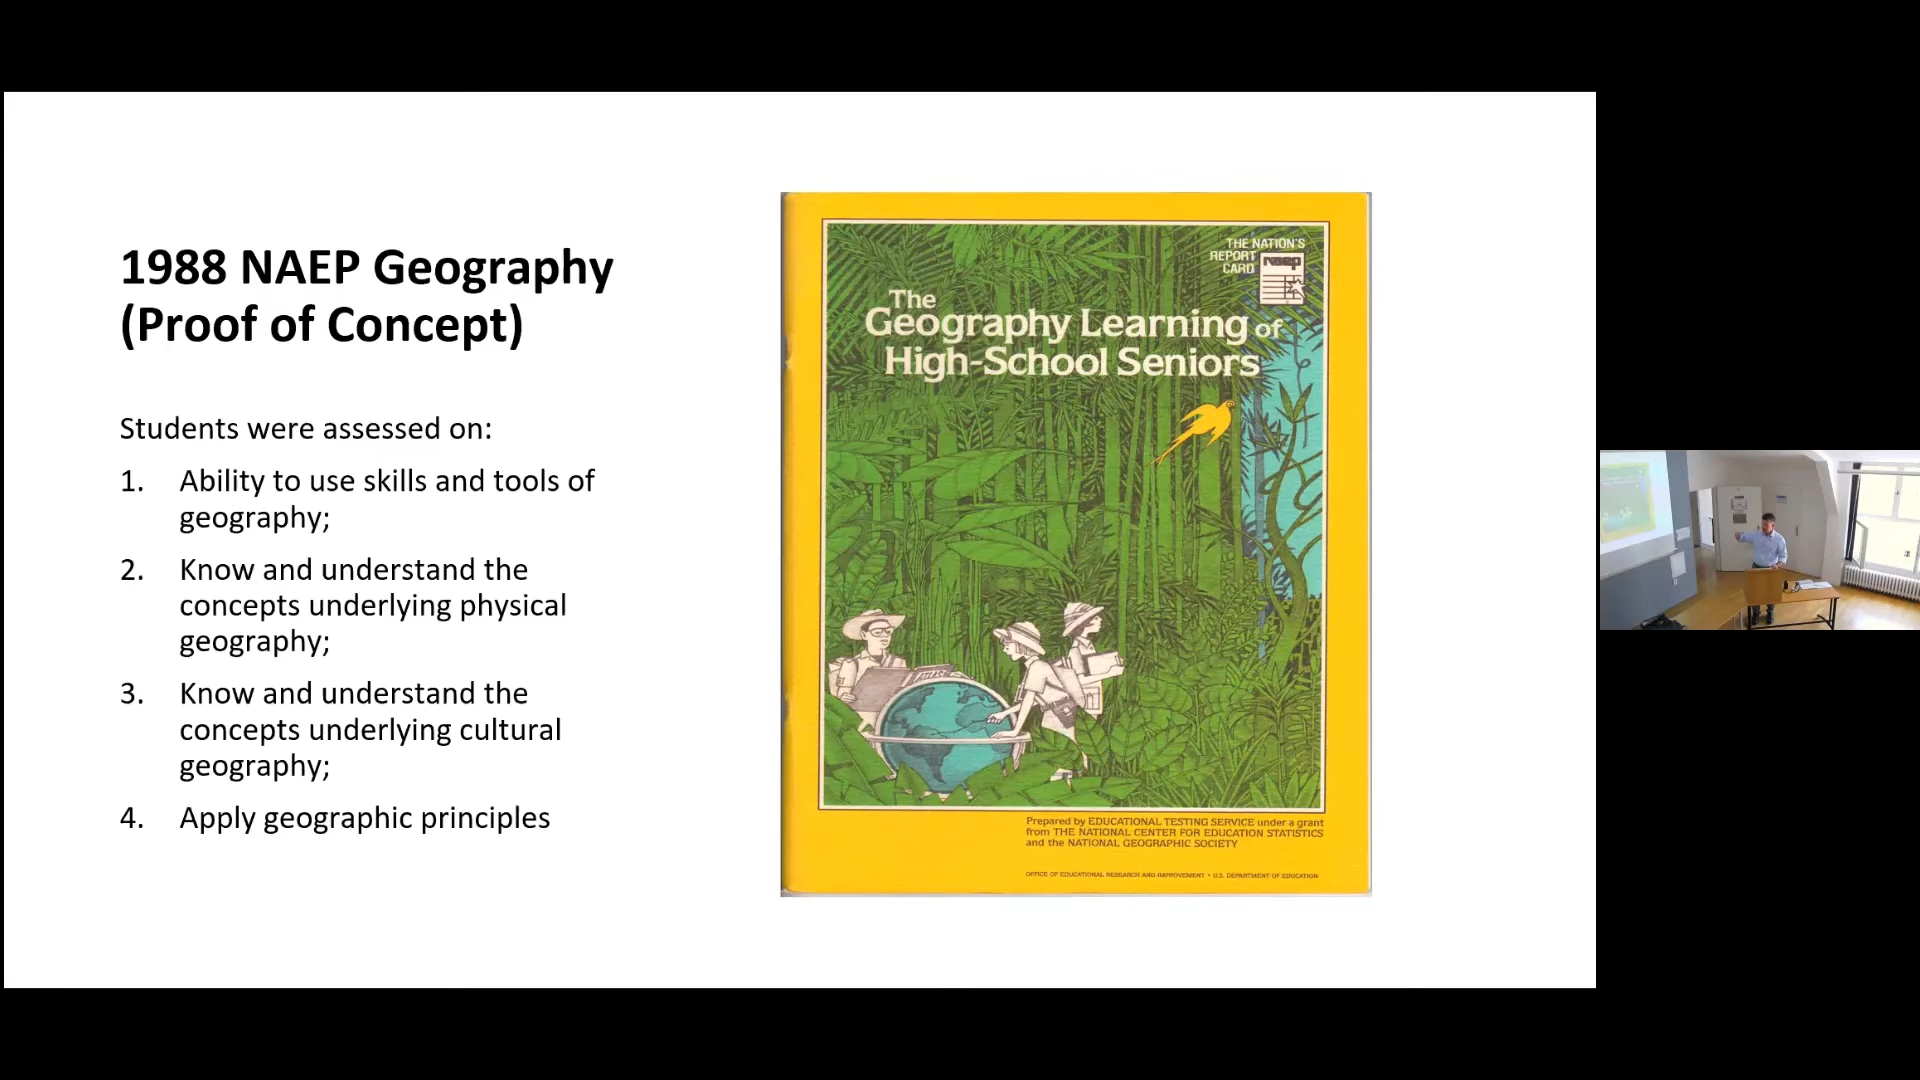 1988 NAEP Geography
(Proof of Concept)
Students were assessed on:
1. Ability to use skills and tools of
geography;
2. Know and understand the
concepts underlying physical
geography;
3. Know and understand the
concepts underlying cultural
geography;
4. Apply geographic principles
THE NATION'S
REPORT
CARD
naep
The
Geography Learning of
High-School Seniors
ATLAS
Prepared by EDUCATIONAL TESTING SERVICE under a grant
from THE NATIONAL CENTER FOR EDUCATION STATISTICS
and the NATIONAL GEOGRAPHIC SOCIETY
OFFICE OF EDUCATIONAL RESEARCH AND IMPROVEMENT • U.S. DEPARTMENT OF EDUCATION